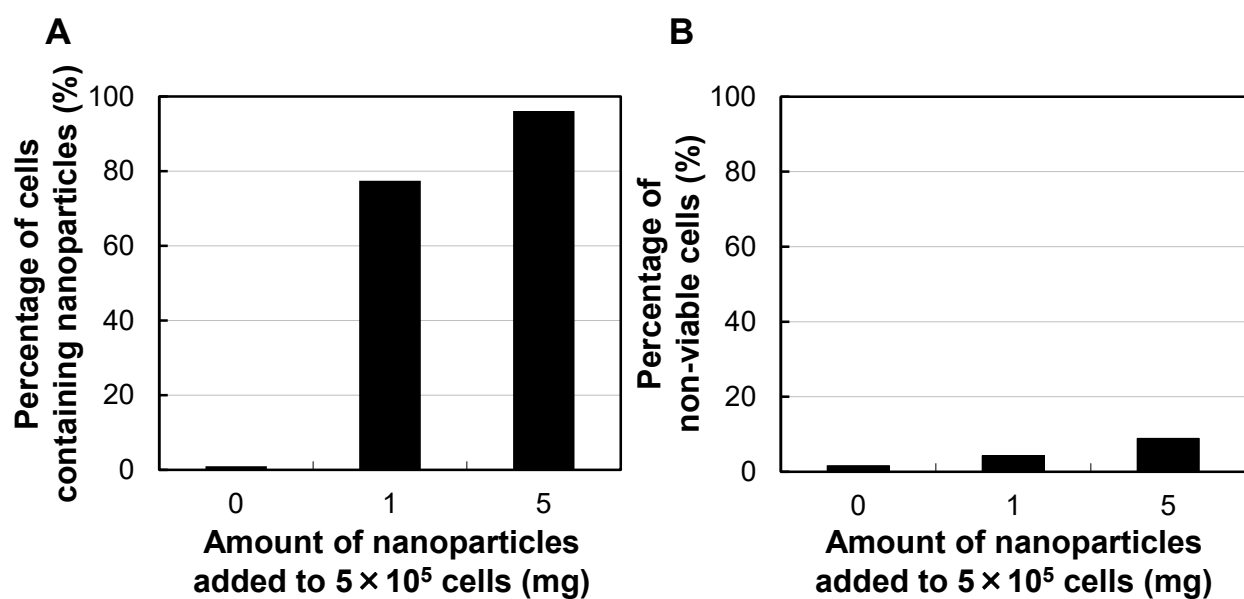 A
Percentage of cells
containing nanoparticles (%)
100
80
60
40
20
0
0 1 5
Amount of nanoparticles
added to 5×10⁵ cells (mg)
B
Percentage of
non-viable cells (%)
100
80
60
40
20
0
0 1 5
Amount of nanoparticles
added to 5×10⁵ cells (mg)